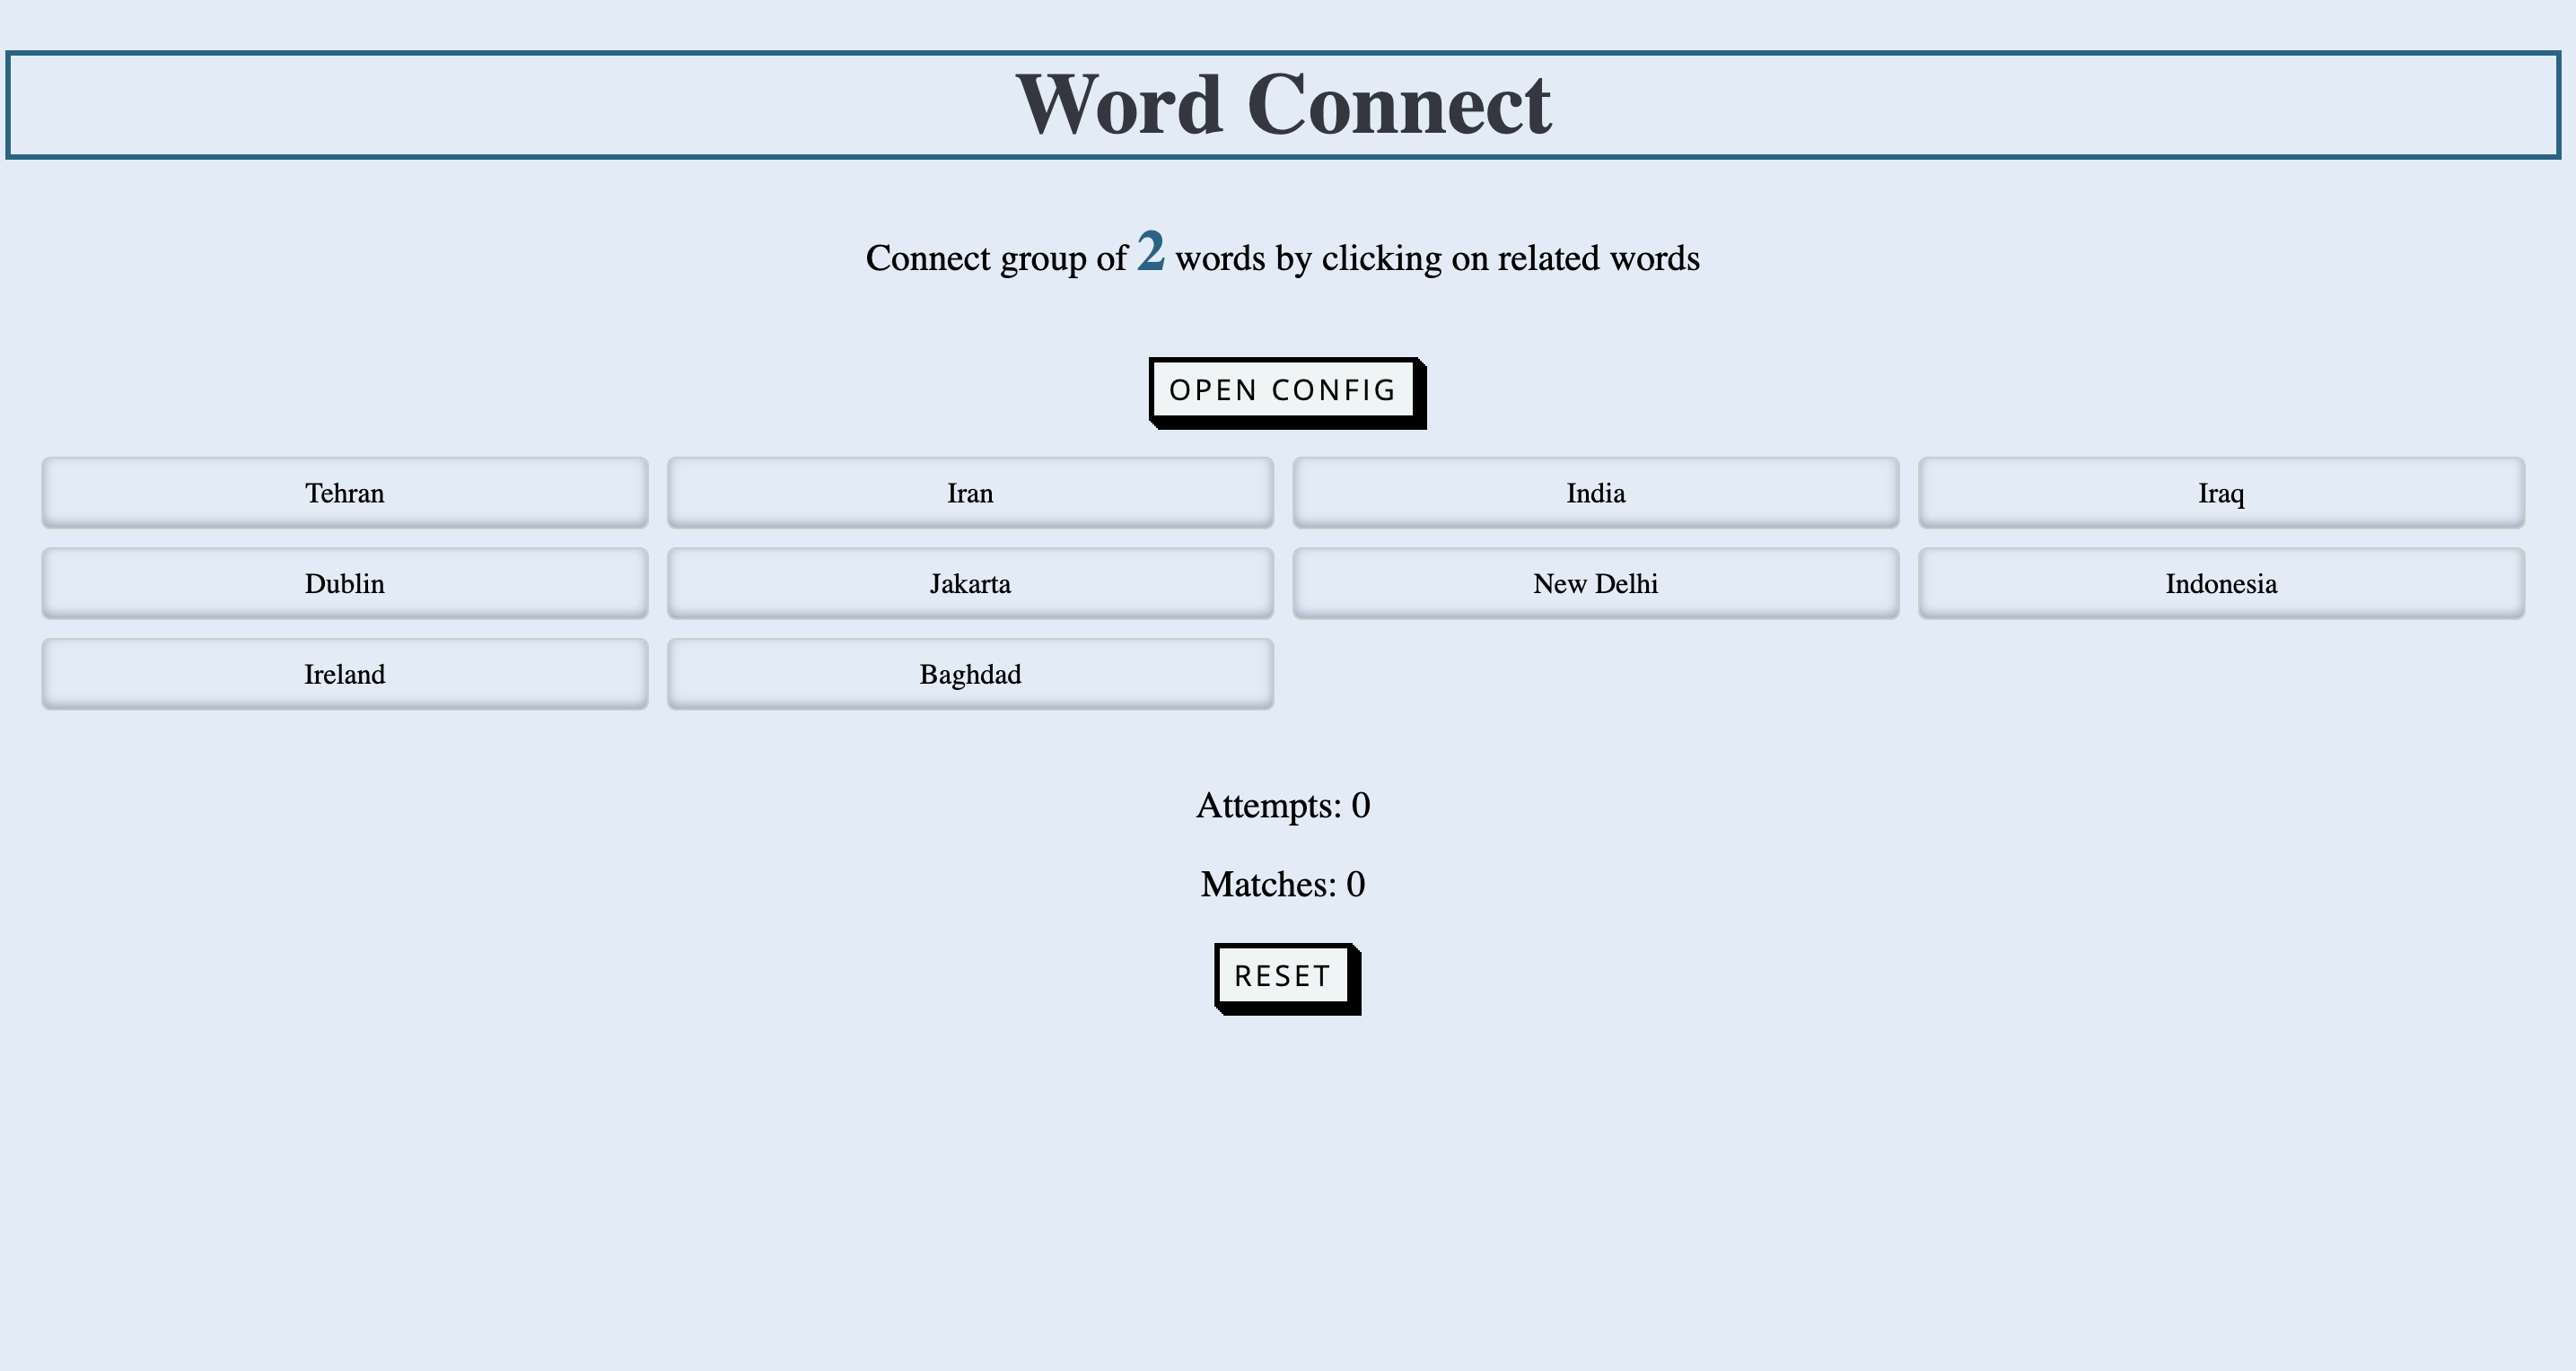 Word Connect
Connect group of 2 words by clicking on related words
OPEN CONFIG
Tehran Iran India Iraq
Dublin Jakarta New Delhi Indonesia
Ireland Baghdad
Attempts: 0
Matches: 0
RESET